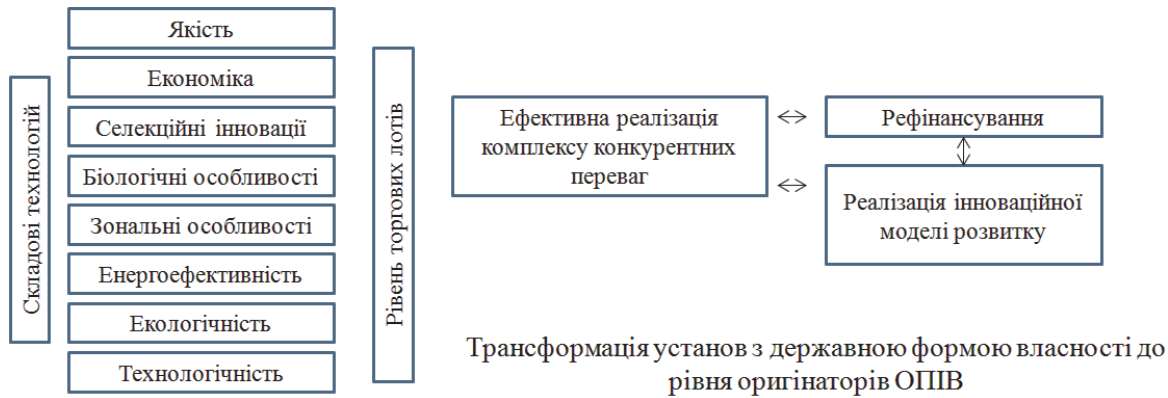 Складові технологій
Якість
Економіка
Селекційні інновації
Біологічні особливості
Зональні особливості
Енергоефективність
Екологічність
Технологічність
Рівень торгових лотів
Ефективна реалізація
комплексу конкурентних
переваг
Рефінансування
Реалізація інноваційної
моделі розвитку
Трансформація установ з державною формою власності до
рівня оригінаторів ОПІВ